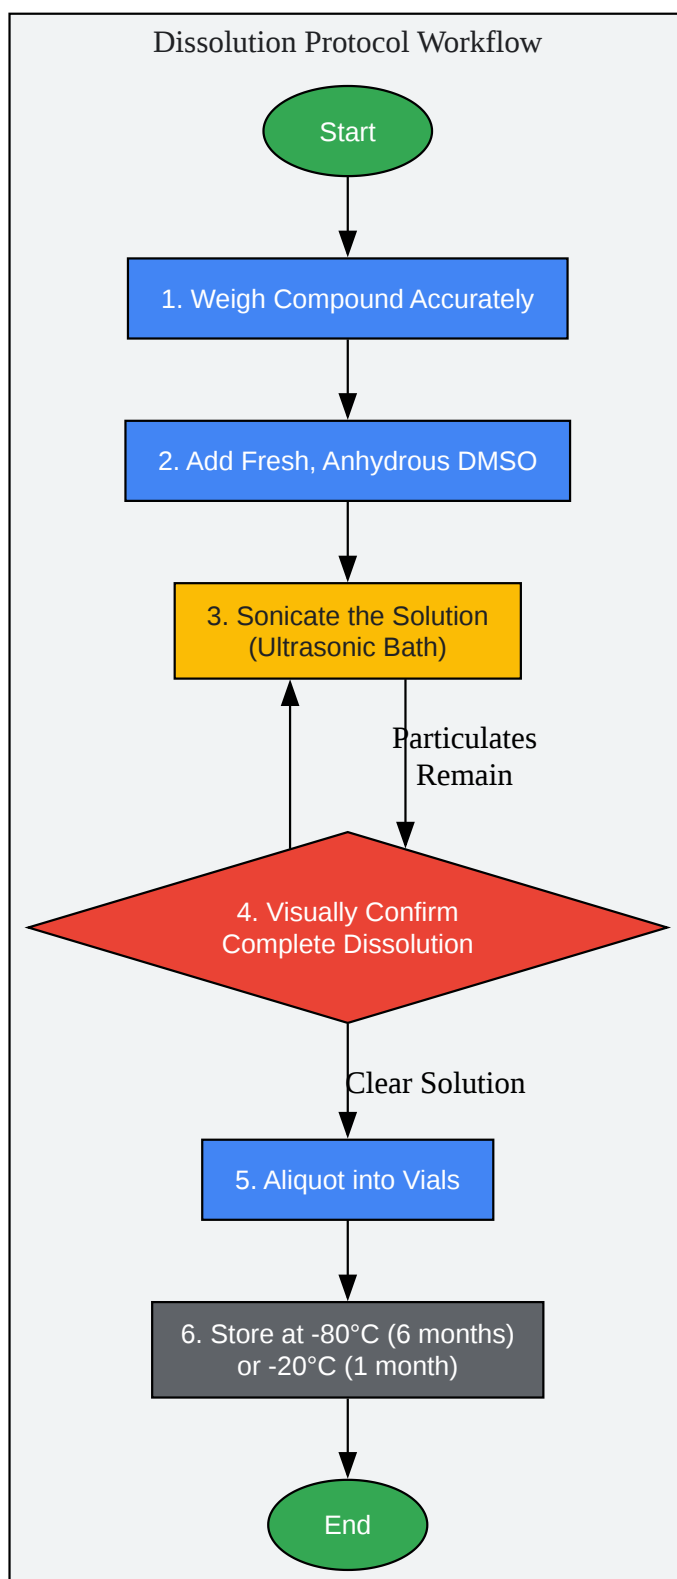 Dissolution Protocol Workflow
Start
1. Weigh Compound Accurately
2. Add Fresh, Anhydrous DMSO
3. Sonicate the Solution
(Ultrasonic Bath)
Particulates
Remain
4. Visually Confirm
Complete Dissolution
Clear Solution
5. Aliquot into Vials
6. Store at -80°C (6 months)
or -20°C (1 month)
End